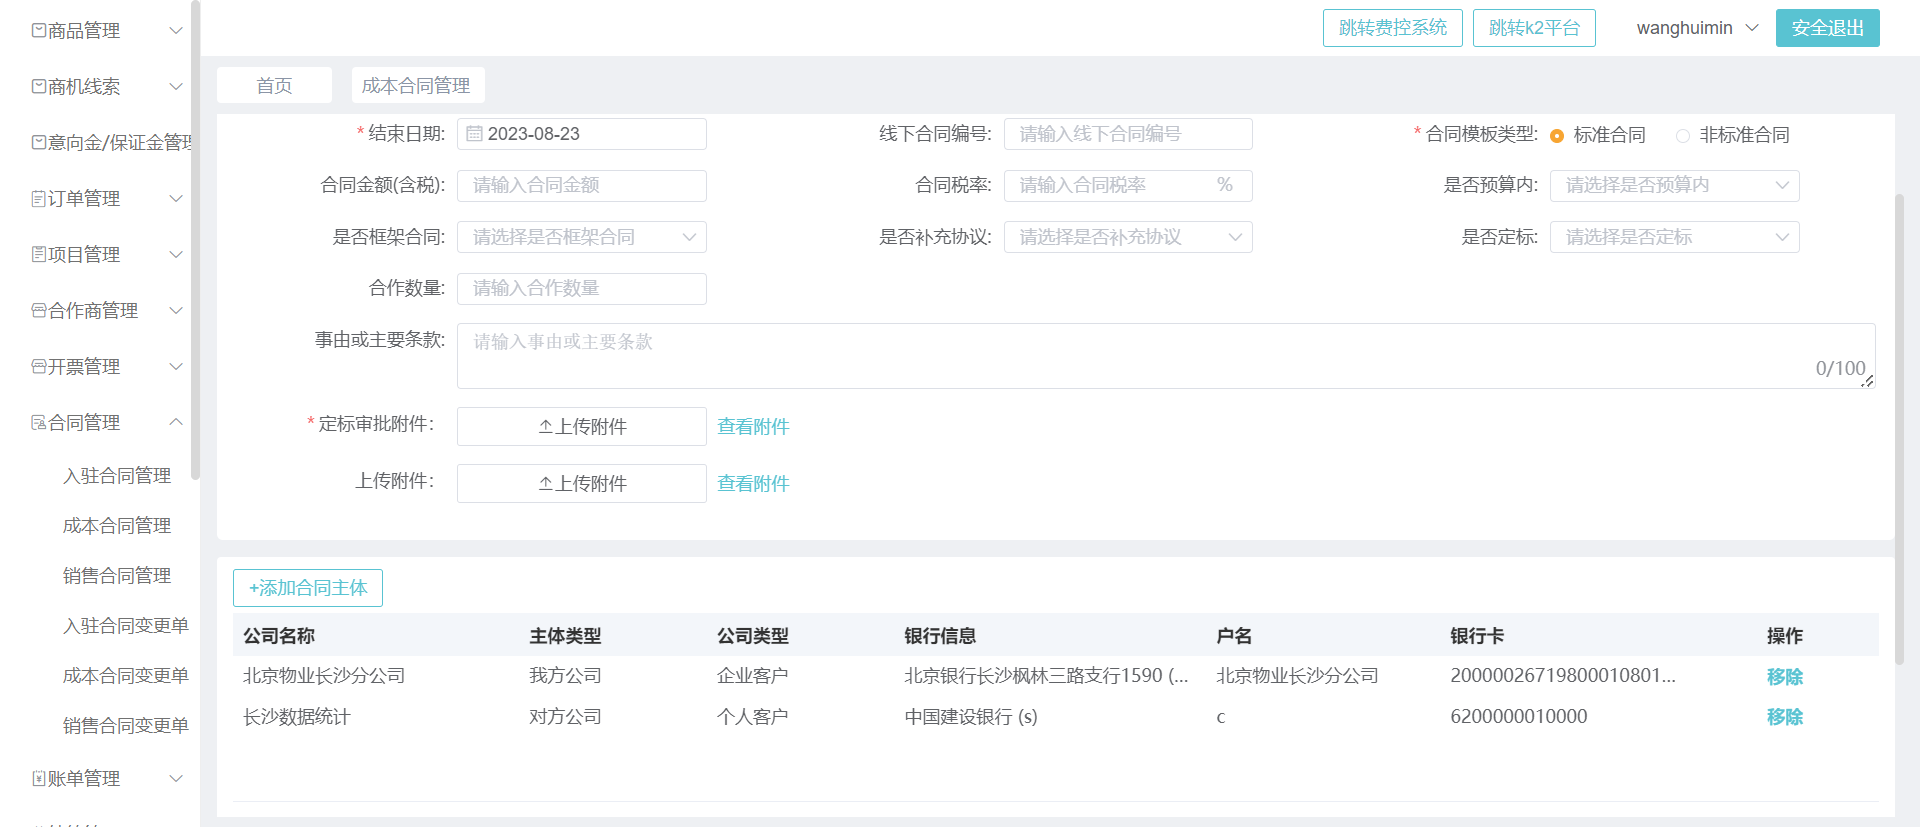 商品管理
商机线索
意向金/保证金管理
订单管理
项目管理
合作商管理
开票管理
合同管理
入驻合同管理
成本合同管理
销售合同管理
入驻合同变更单
成本合同变更单
销售合同变更单
账单管理
跳转费控系统 跳转k2平台 wanghuimin 安全退出
首页 成本合同管理
* 结束日期: 2023-08-23 线下合同编号: 请输入线下合同编号 * 合同模板类型: 标准合同 非标准合同
合同金额(含税): 请输入合同金额 合同税率: 请输入合同税率 % 是否预算内: 请选择是否预算内
是否框架合同: 请选择是否框架合同 是否补充协议: 请选择是否补充协议 是否定标: 请选择是否定标
合作数量: 请输入合作数量
事由或主要条款: 请输入事由或主要条款
0/100
* 定标审批附件: 上传附件 查看附件
上传附件: 上传附件 查看附件
+添加合同主体
公司名称 主体类型 公司类型 银行信息 户名 银行卡 操作
北京物业长沙分公司 我方公司 企业客户 北京银行长沙枫林三路支行1590 (... 北京物业长沙分公司 20000026719800010801... 移除
长沙数据统计 对方公司 个人客户 中国建设银行 (s) c 6200000010000 移除